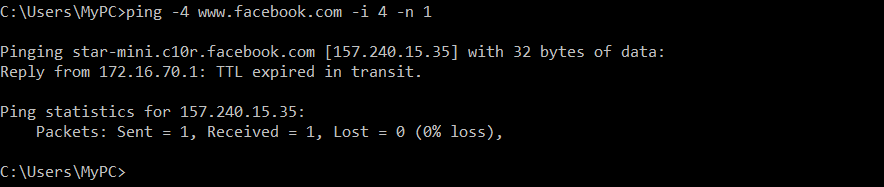 C:\Users\MyPC>ping -4 www.facebook.com -i 4 -n 1
Pinging star-mini.c10r.facebook.com [157.240.15.35] with 32 bytes of data:
Reply from 172.16.70.1: TTL expired in transit.
Ping statistics for 157.240.15.35:
    Packets: Sent = 1, Received = 1, Lost = 0 (0% loss),
C:\Users\MyPC>